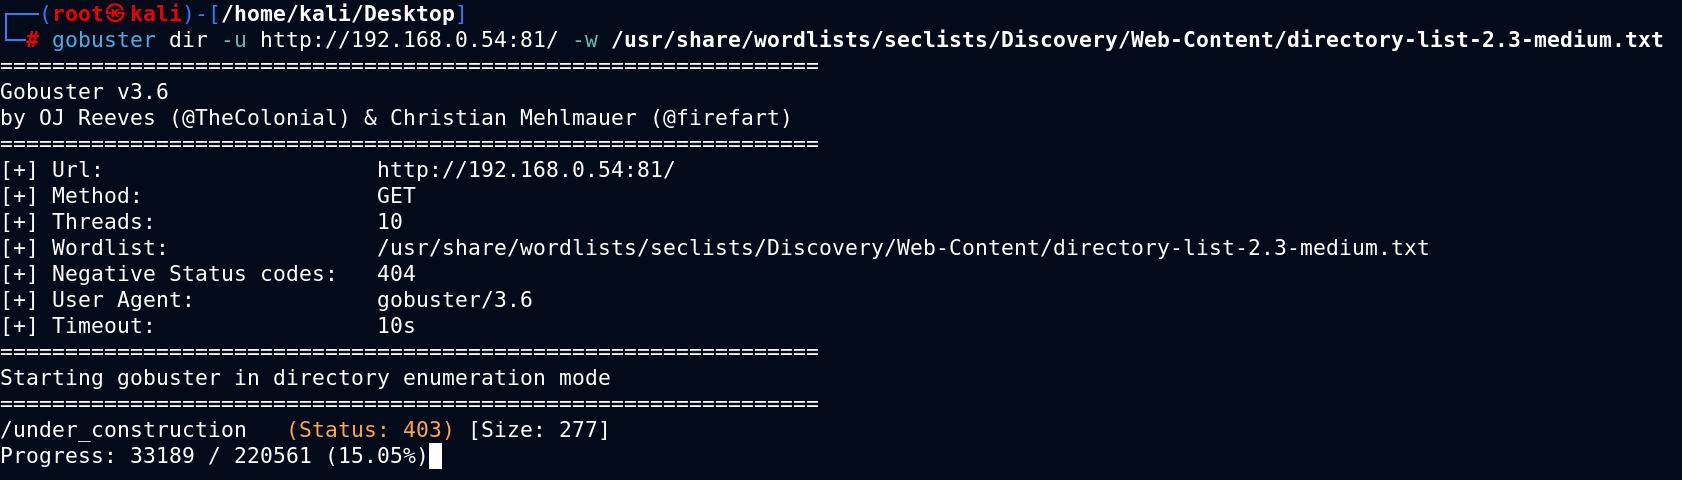 ┌──(root㉿kali)-[/home/kali/Desktop]
└─# gobuster dir -u http://192.168.0.54:81/ -w /usr/share/wordlists/seclists/Discovery/Web-Content/directory-list-2.3-medium.txt
===============================================================
Gobuster v3.6
by OJ Reeves (@TheColonial) & Christian Mehlmauer (@firefart)
===============================================================
[+] Url:                     http://192.168.0.54:81/
[+] Method:                  GET
[+] Threads:                 10
[+] Wordlist:                /usr/share/wordlists/seclists/Discovery/Web-Content/directory-list-2.3-medium.txt
[+] Negative Status codes:   404
[+] User Agent:              gobuster/3.6
[+] Timeout:                 10s
===============================================================
Starting gobuster in directory enumeration mode
===============================================================
/under_construction   (Status: 403) [Size: 277]
Progress: 33189 / 220561 (15.05%)